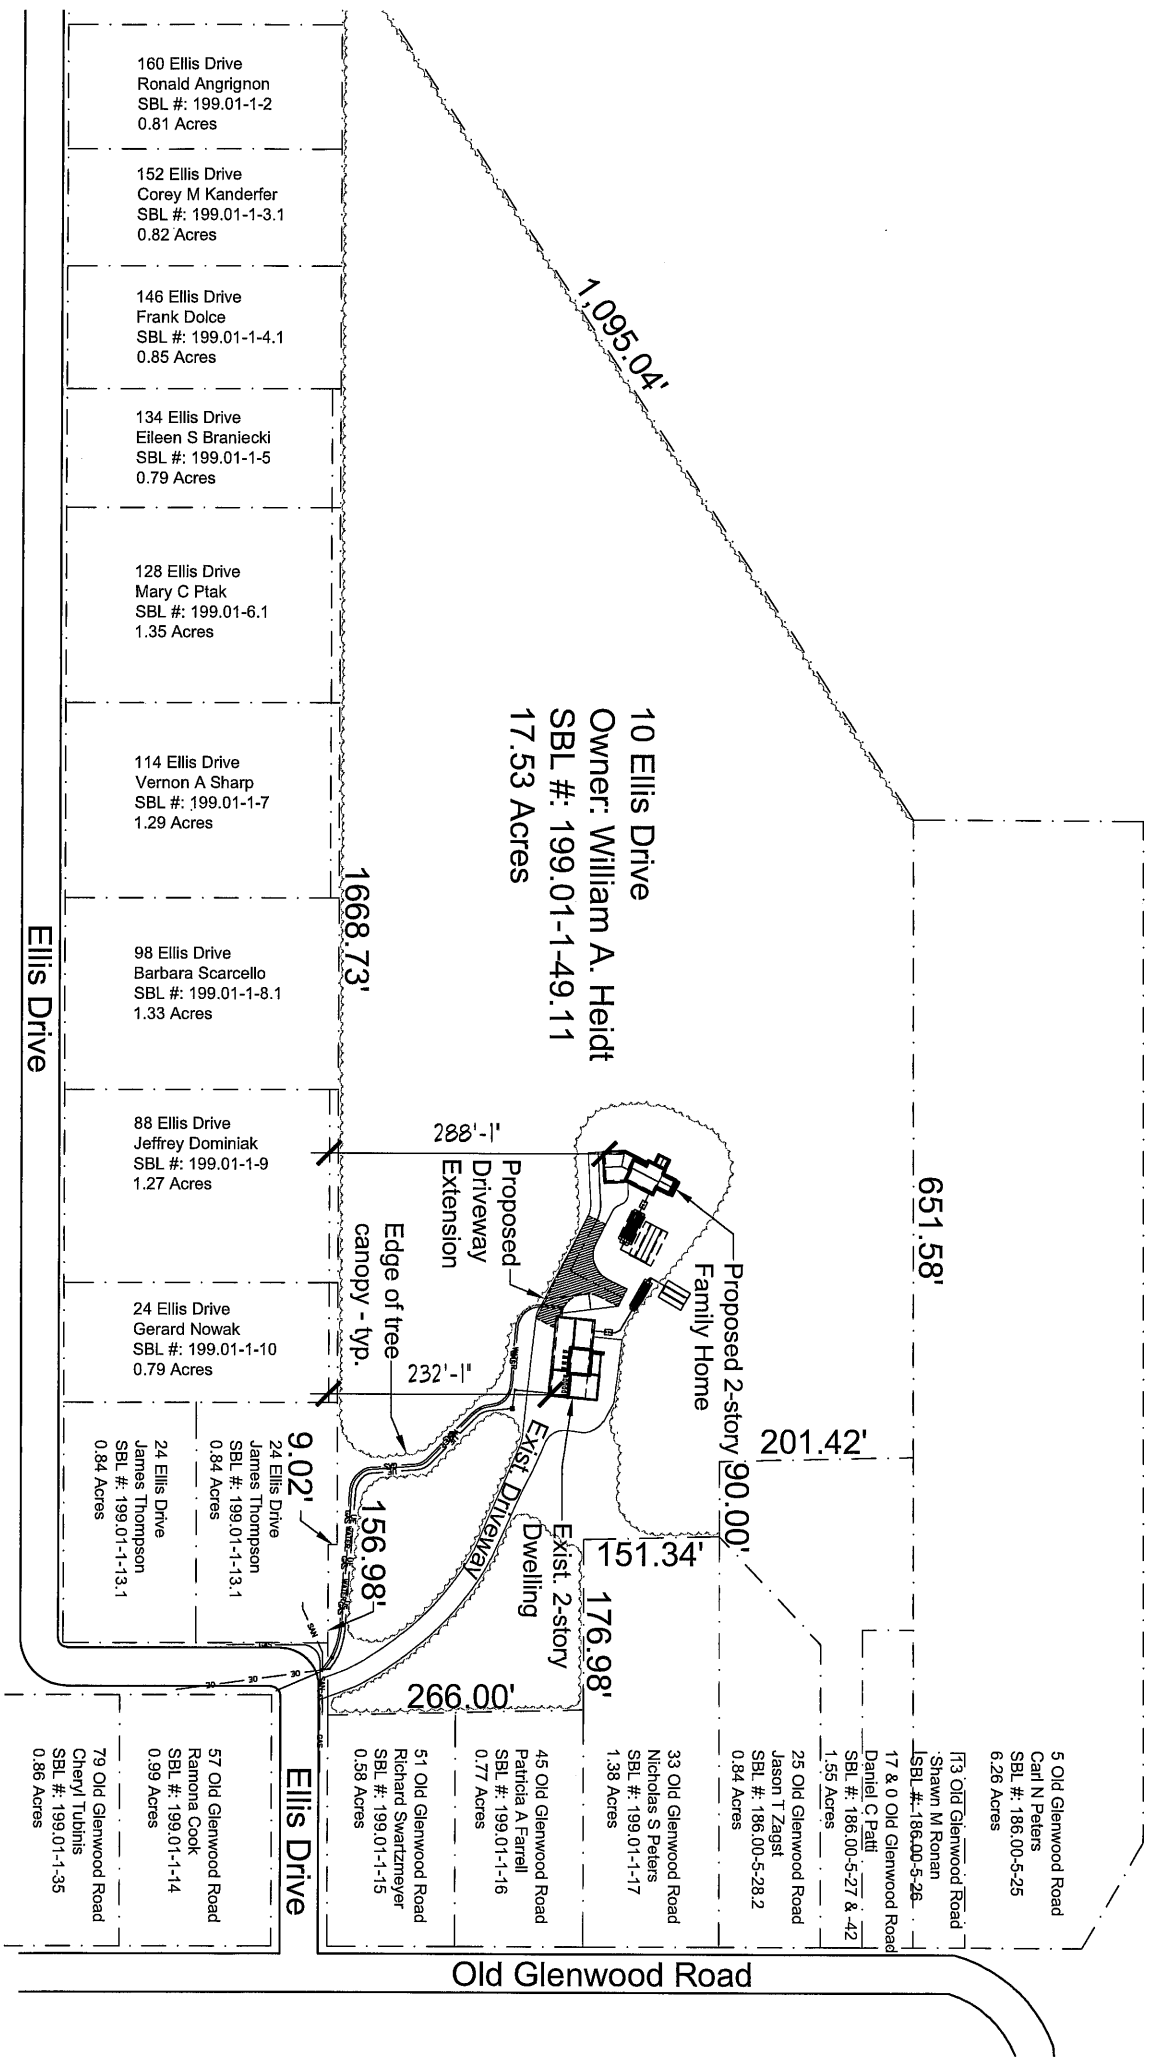 160 Ellis Drive
Ronald Angrignon
SBL #: 199.01-1-2
0.81 Acres
152 Ellis Drive
Corey M Kanderfer
SBL #: 199.01-1-3.1
0.82 Acres
146 Ellis Drive
Frank Dolce
SBL #: 199.01-1-4.1
0.85 Acres
134 Ellis Drive
Eileen S Braniecki
SBL #: 199.01-1-5
0.79 Acres
128 Ellis Drive
Mary C Ptak
SBL #: 199.01-6.1
1.35 Acres
114 Ellis Drive
Vernon A Sharp
SBL #: 199.01-1-7
1.29 Acres
98 Ellis Drive
Barbara Scarcello
SBL #: 199.01-1-8.1
1.33 Acres
88 Ellis Drive
Jeffrey Dominiak
SBL #: 199.01-1-9
1.27 Acres
24 Ellis Drive
Gerard Nowak
SBL #: 199.01-1-10
0.79 Acres
24 Ellis Drive
James Thompson
SBL #: 199.01-1-13.1
0.84 Acres
24 Ellis Drive
James Thompson
SBL #: 199.01-1-13.1
0.84 Acres
Ellis Drive
1,095.04'
10 Ellis Drive
Owner: William A. Heidt
SBL #: 199.01-1-49.11
17.53 Acres
1668.73'
651.58'
288'-1"
232'-1"
Proposed
Driveway
Extension
Edge of tree
canopy - typ.
Proposed 2-story
Family Home
Exist. Driveway
Exist. 2-story
Dwelling
WATER
201.42'
90.00'
151.34'
176.98'
266.00'
156.98'
9.02'
SAN
GAS
OE
OE
OE
5 Old Glenwood Road
Carl N Peters
SBL #: 186.00-5-25
6.26 Acres
13 Old Glenwood Road
Shawn M Ronan
SBL #: 186.00-5-26
17 & 0 Old Glenwood Road
Daniel C Patti
SBL #: 186.00-5-27 & -42
1.55 Acres
25 Old Glenwood Road
Jason T Zagst
SBL #: 186.00-5-28.2
0.84 Acres
33 Old Glenwood Road
Nicholas S Peters
SBL #: 199.01-1-17
1.38 Acres
45 Old Glenwood Road
Patricia A Farrell
SBL #: 199.01-1-16
0.77 Acres
51 Old Glenwood Road
Richard Swartzmeyer
SBL #: 199.01-1-15
0.58 Acres
Ellis Drive
57 Old Glenwood Road
Ramona Cook
SBL #: 199.01-1-14
0.99 Acres
79 Old Glenwood Road
Cheryl Tubinis
SBL #: 199.01-1-35
0.86 Acres
Old Glenwood Road